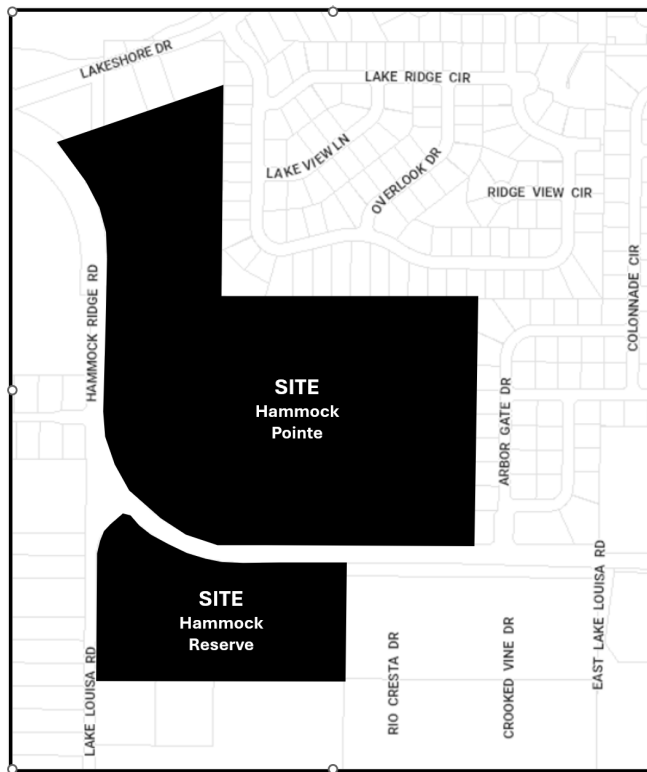 LAKESHORE DR
LAKE RIDGE CIR
LAKE VIEW LN
OVERLOOK DR
RIDGE VIEW CIR
COLONNADE CIR
HAMMOCK RIDGE RD
SITE
Hammock
Pointe
ARBOR GATE DR
SITE
Hammock
Reserve
LAKE LOUISA RD
RIO CRESTA DR
CROOKED VINE DR
EAST LAKE LOUISA RD